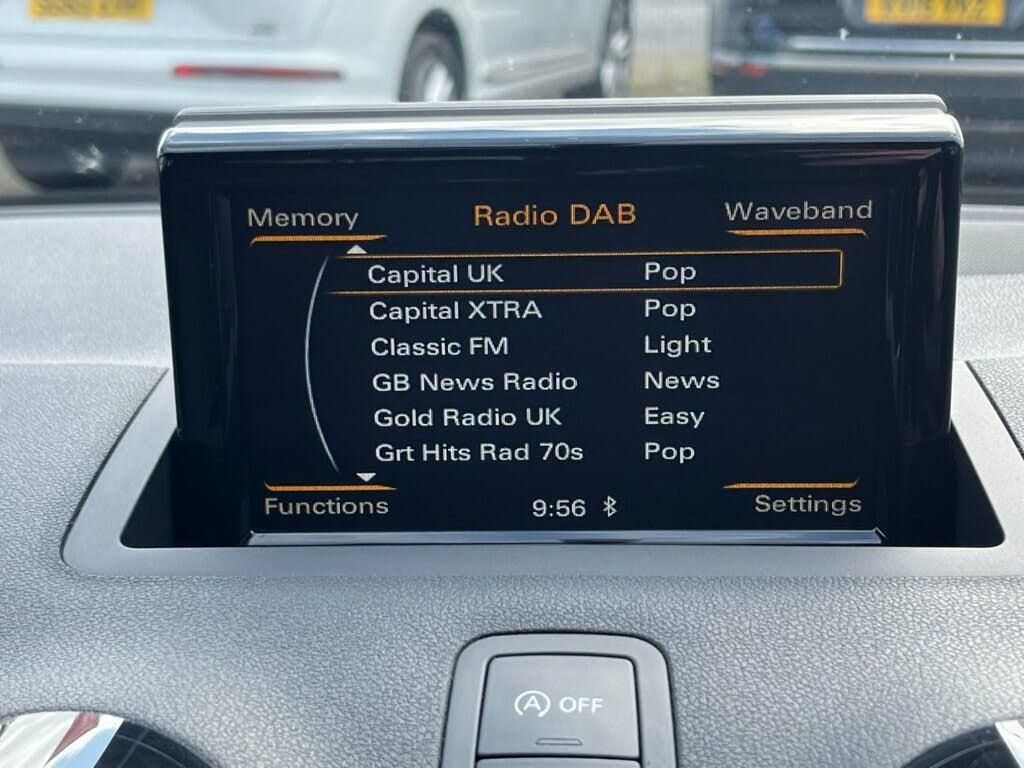 Memory Radio DAB Waveband
Capital UK Pop
Capital XTRA Pop
Classic FM Light
GB News Radio News
Gold Radio UK Easy
Grt Hits Rad 70s Pop
Functions 9:56 Settings
A OFF